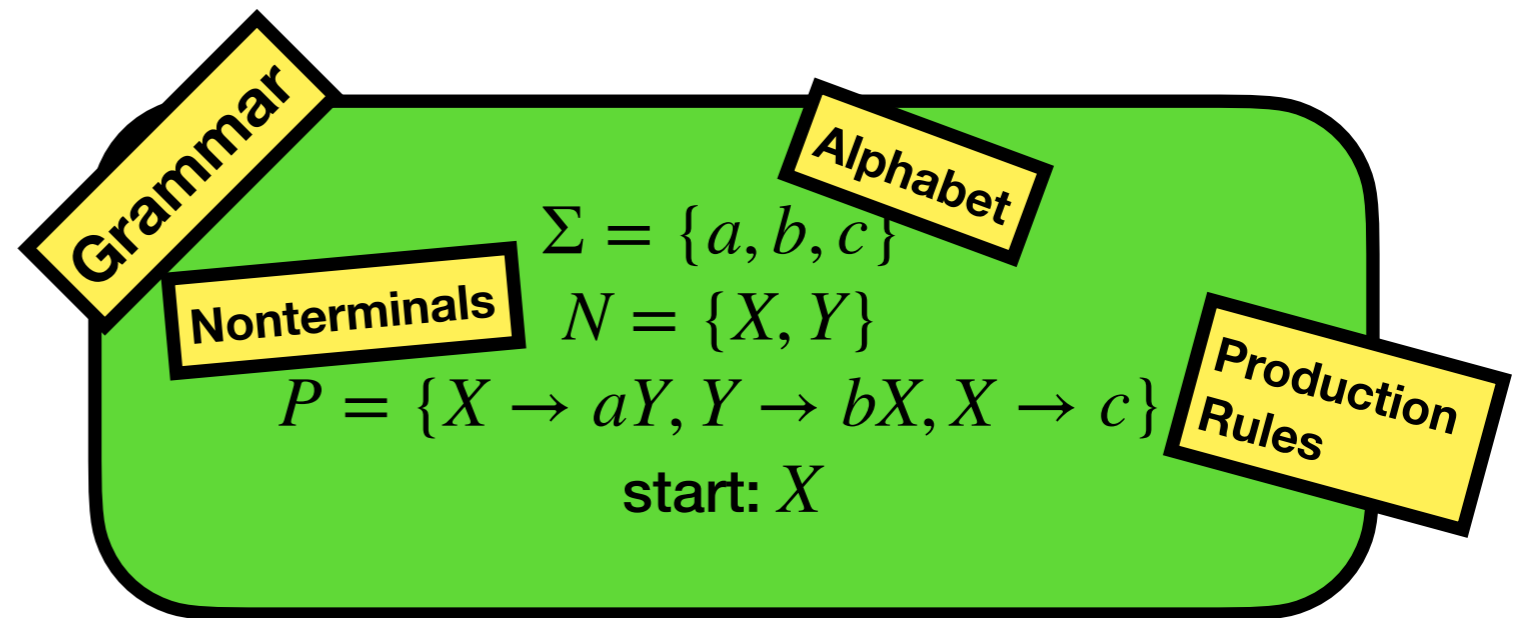 Grammar
Alphabet
Σ = {a, b, c}
Nonterminals
N = {X, Y}
P = {X → aY, Y → bX, X → c}
Production
Rules
start: X